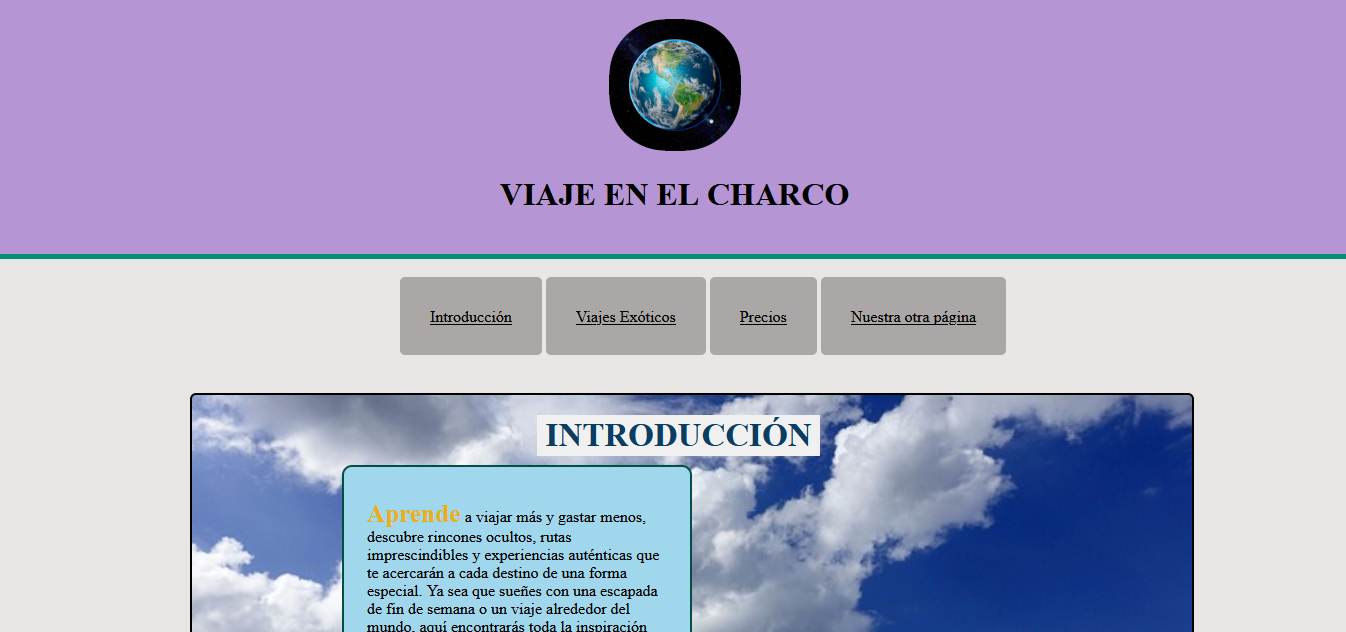 VIAJE EN EL CHARCO
Introducción
Viajes Exóticos
Precios
Nuestra otra página
INTRODUCCIÓN
Aprende a viajar más y gastar menos,
descubre rincones ocultos, rutas
imprescindibles y experiencias auténticas que
te acercarán a cada destino de una forma
especial. Ya sea que sueñes con una escapada
de fin de semana o un viaje alrededor del
mundo, aquí encontrarás toda la inspiración